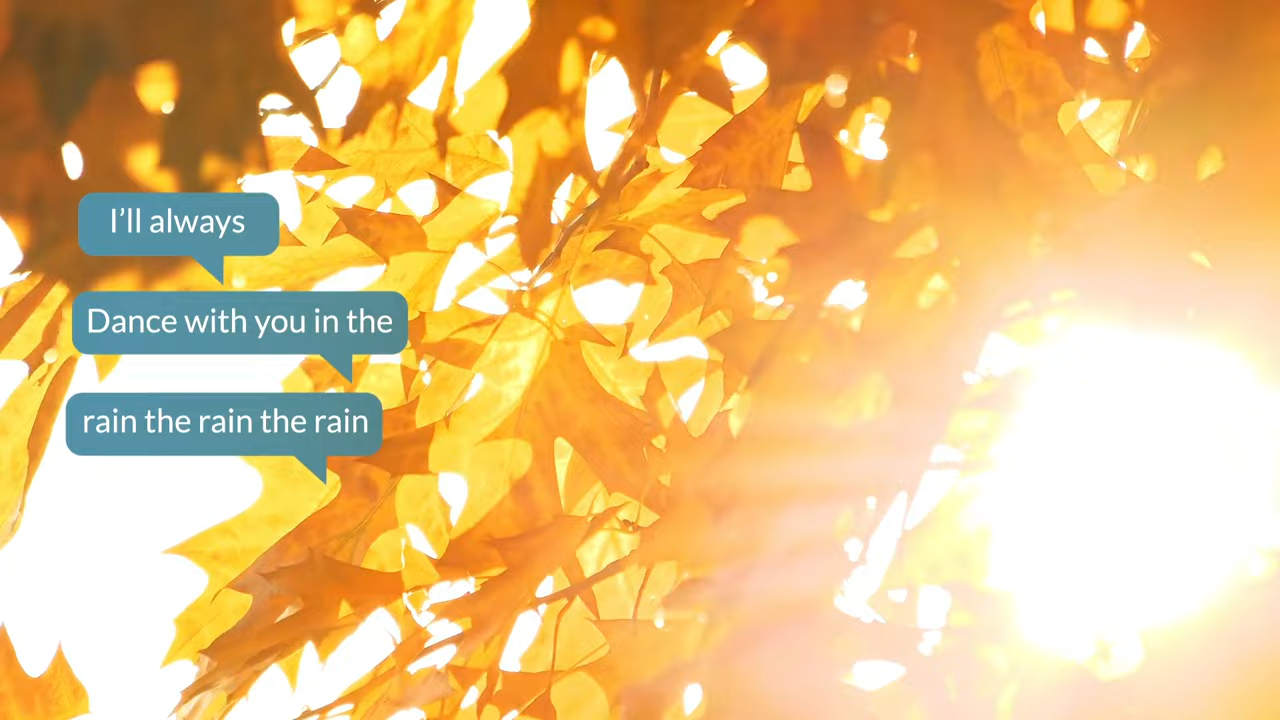 I’ll always
Dance with you in the
rain the rain the rain